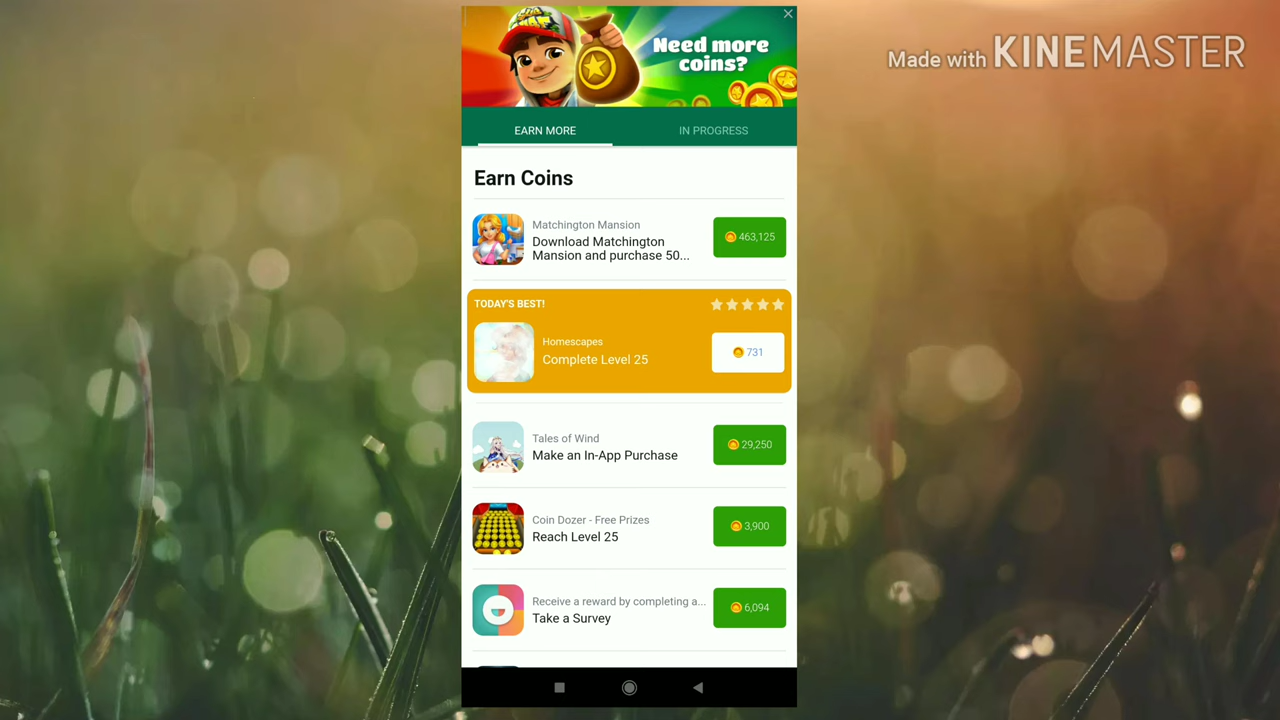 Made with KINEMASTER
Need more
coins?
EARN MORE
IN PROGRESS
Earn Coins
Matchington Mansion
Download Matchington
Mansion and purchase 50...
463,125
TODAY'S BEST!
Homescapes
Complete Level 25
731
Tales of Wind
Make an In-App Purchase
29,250
Coin Dozer - Free Prizes
Reach Level 25
3,900
Receive a reward by completing a...
Take a Survey
6,094